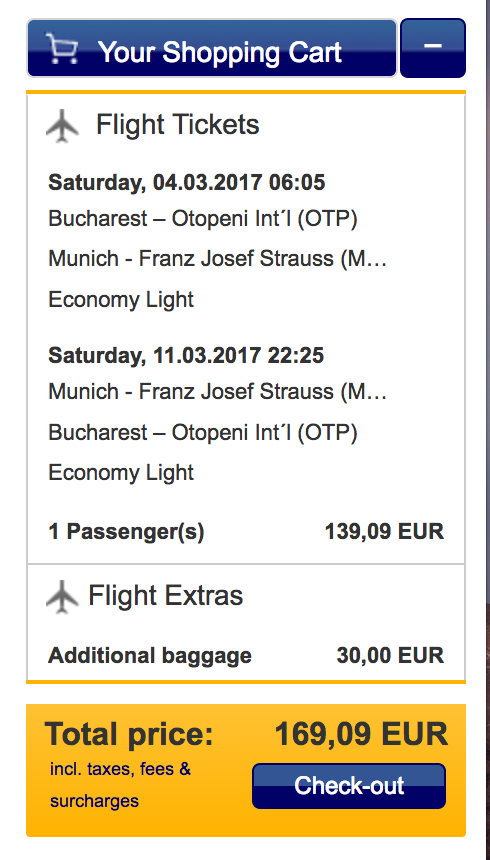 Your Shopping Cart –
Flight Tickets
Saturday, 04.03.2017 06:05
Bucharest – Otopeni Int´l (OTP)
Munich - Franz Josef Strauss (M…
Economy Light
Saturday, 11.03.2017 22:25
Munich - Franz Josef Strauss (M…
Bucharest – Otopeni Int´l (OTP)
Economy Light
1 Passenger(s) 139,09 EUR
Flight Extras
Additional baggage 30,00 EUR
Total price: 169,09 EUR
incl. taxes, fees &
surcharges
Check-out